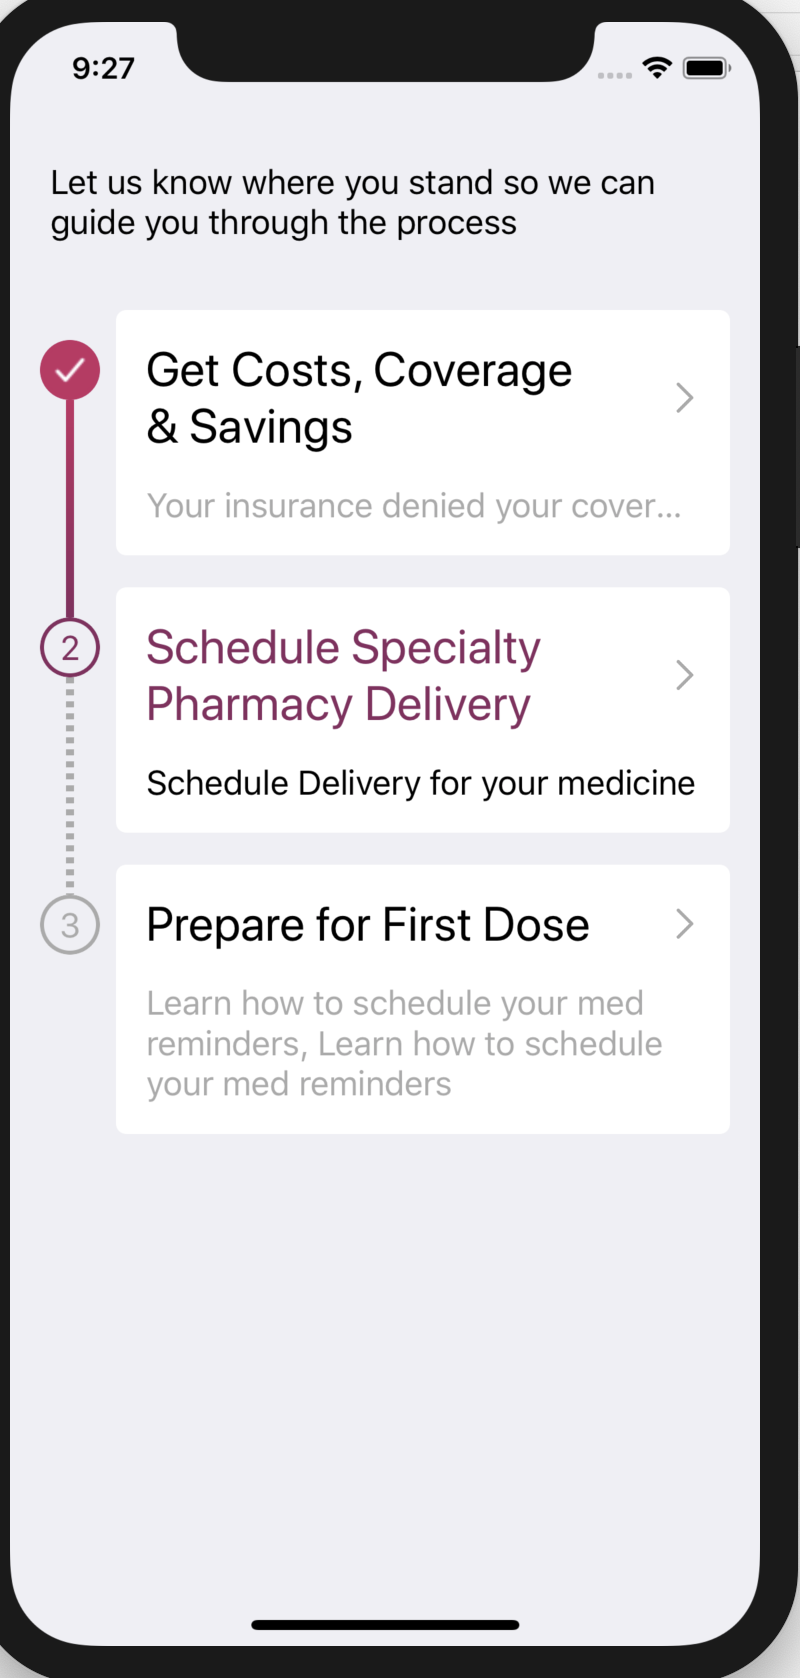 9:27
Let us know where you stand so we can
guide you through the process
Get Costs, Coverage
& Savings
Your insurance denied your cover...
2
Schedule Specialty
Pharmacy Delivery
Schedule Delivery for your medicine
3
Prepare for First Dose
Learn how to schedule your med
reminders, Learn how to schedule
your med reminders